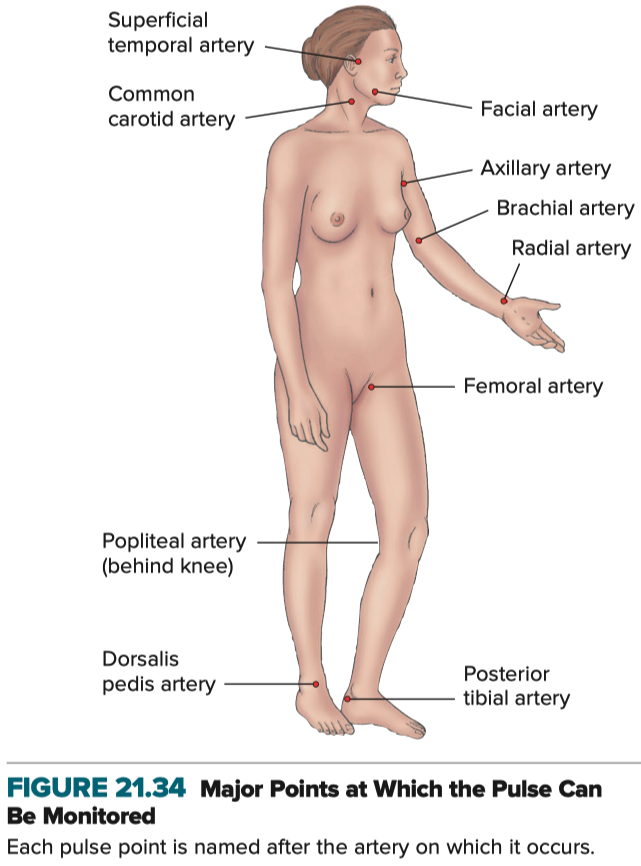 Superficial
temporal artery
Common
carotid artery
Facial artery
Axillary artery
Brachial artery
Radial artery
Femoral artery
Popliteal artery
(behind knee)
Dorsalis
pedis artery
Posterior
tibial artery
FIGURE 21.34 Major Points at Which the Pulse Can
Be Monitored
Each pulse point is named after the artery on which it occurs.